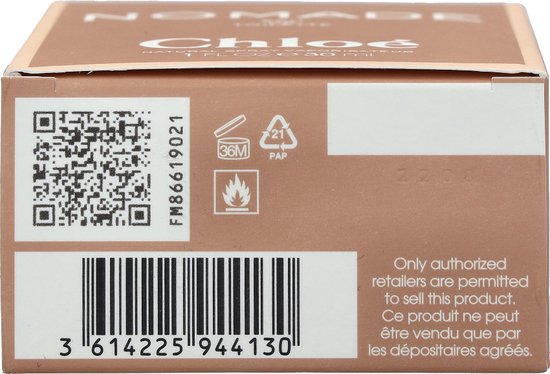 NOMADE
Chloé
FM86619021
36M
21
PAP
Only authorized
retailers are permitted
to sell this product.
Ce produit ne peut
être vendu que par
les dépositaires agréés.
3 614225 944130